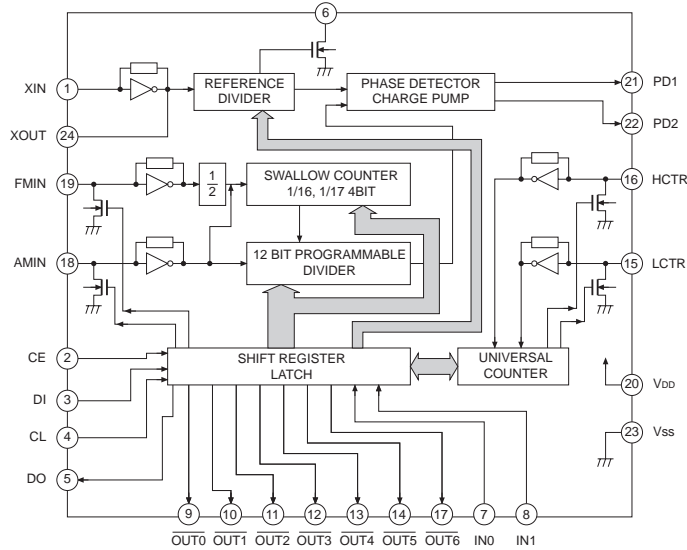 6
XIN
1
REFERENCE
DIVIDER
PHASE DETECTOR
CHARGE PUMP
21
PD1
XOUT
24
22
PD2
FMIN
19
1
2
SWALLOW COUNTER
1/16, 1/17 4BIT
16
HCTR
AMIN
18
12 BIT PROGRAMMABLE
DIVIDER
15
LCTR
CE
2
SHIFT REGISTER
LATCH
UNIVERSAL
COUNTER
DI
3
20
VDD
CL
4
23
Vss
DO
5
9
10
11
12
13
14
17
7
8
OUT0
OUT1
OUT2
OUT3
OUT4
OUT5
OUT6
IN0
IN1